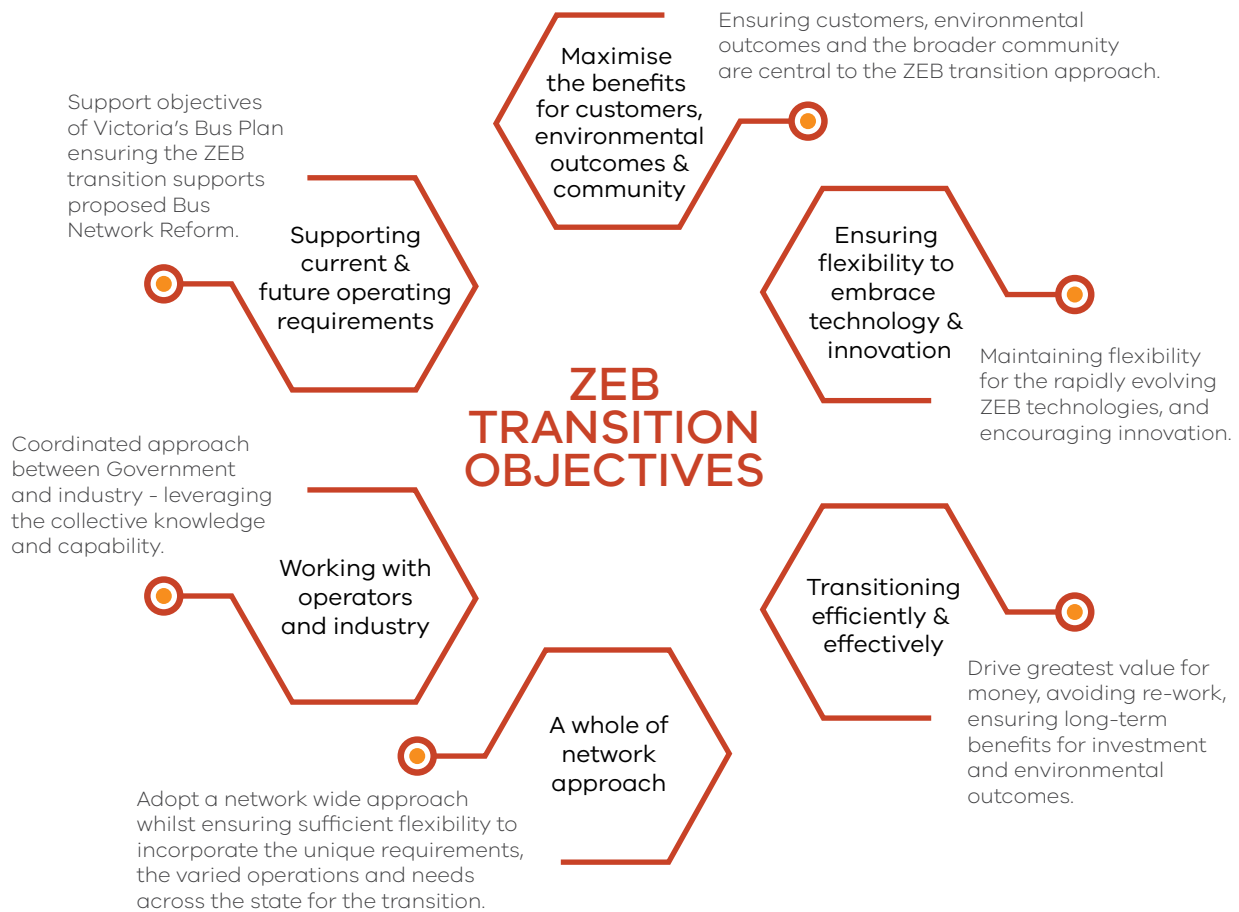 Maximise
the benefits
for customers,
environmental
outcomes &
community
Ensuring customers, environmental
outcomes and the broader community
are central to the ZEB transition approach.
Ensuring
flexibility to
embrace
technology &
innovation
Maintaining flexibility
for the rapidly evolving
ZEB technologies, and
encouraging innovation.
Transitioning
efficiently &
effectively
Drive greatest value for
money, avoiding re-work,
ensuring long-term
benefits for investment
and environmental
outcomes.
A whole of
network
approach
Adopt a network wide approach
whilst ensuring sufficient flexibility to
incorporate the unique requirements,
the varied operations and needs
across the state for the transition.
Working with
operators
and industry
Coordinated approach
between Government
and industry - leveraging
the collective knowledge
and capability.
Supporting
current &
future operating
requirements
Support objectives
of Victoria's Bus Plan
ensuring the ZEB
transition supports
proposed Bus
Network Reform.
ZEB
TRANSITION
OBJECTIVES